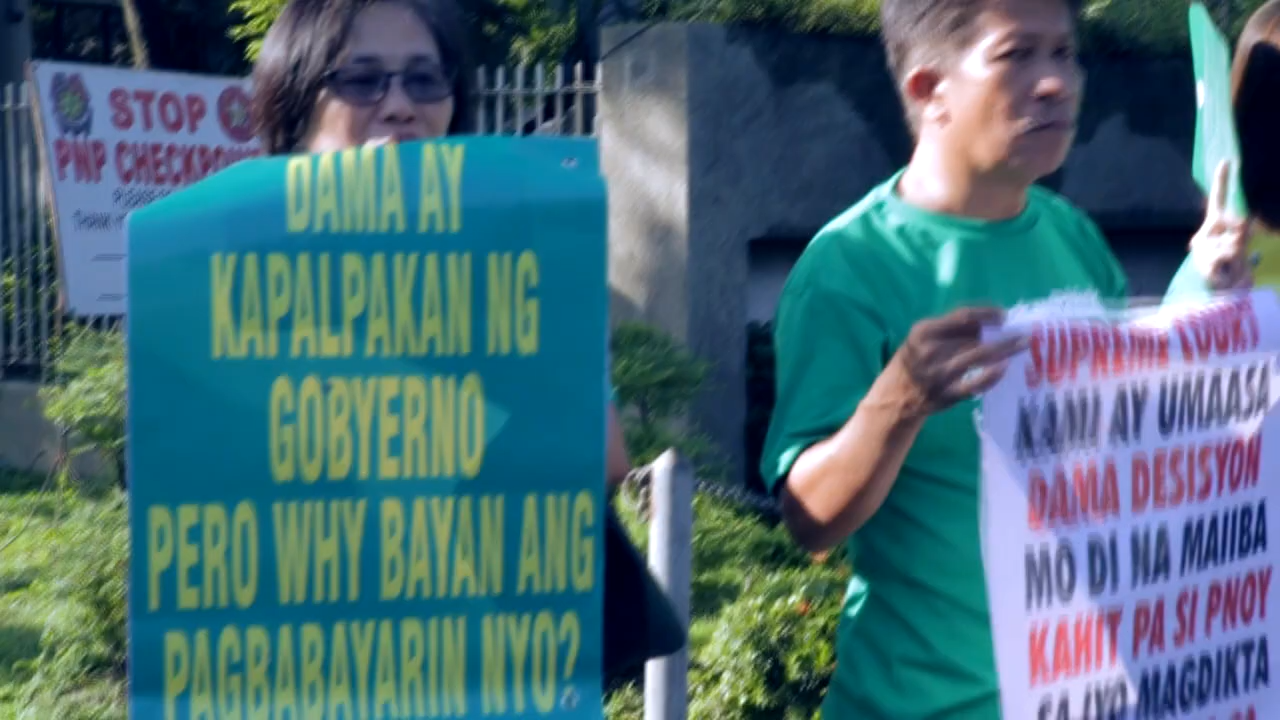 STOP
PNP CHECKPOINT
DAMA AY
KAPALPAKAN NG
GOBYERNO
PERO WHY BAYAN ANG
PAGBABAYARIN NYO?
SUPREME COURT
KAMI AY UMAASA
DAMA DESISYON
MO DI NA MAIIBA
KAHIT PA SI PNOY
SA IYO MAGDIKTA